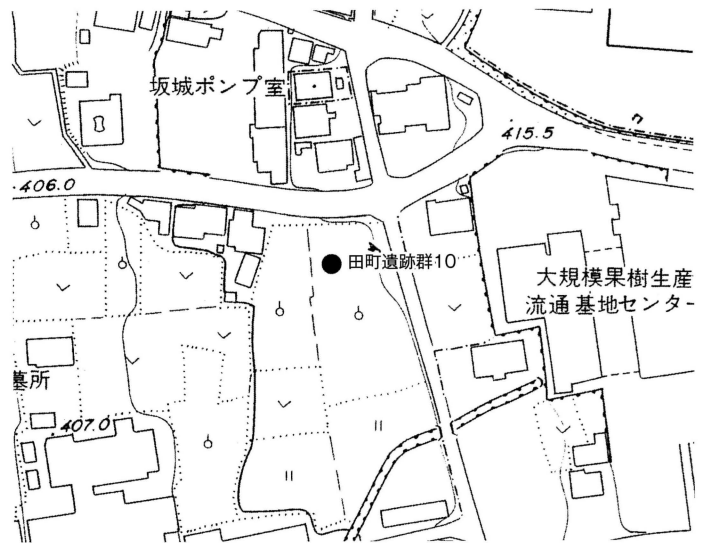 坂城ポンプ室
415.5
406.0
田町遺跡群10
大規模果樹生産
流通基地センター
墓所
407.0